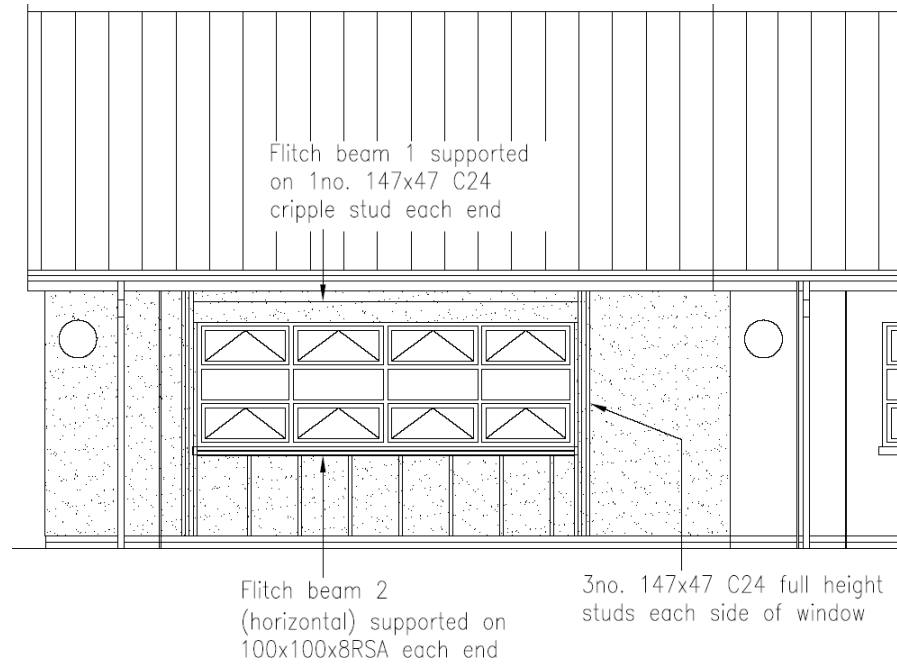 Flitch beam 1 supported
on 1no. 147x47 C24
cripple stud each end
Flitch beam 2
(horizontal) supported on
100x100x8RSA each end
3no. 147x47 C24 full height
studs each side of window